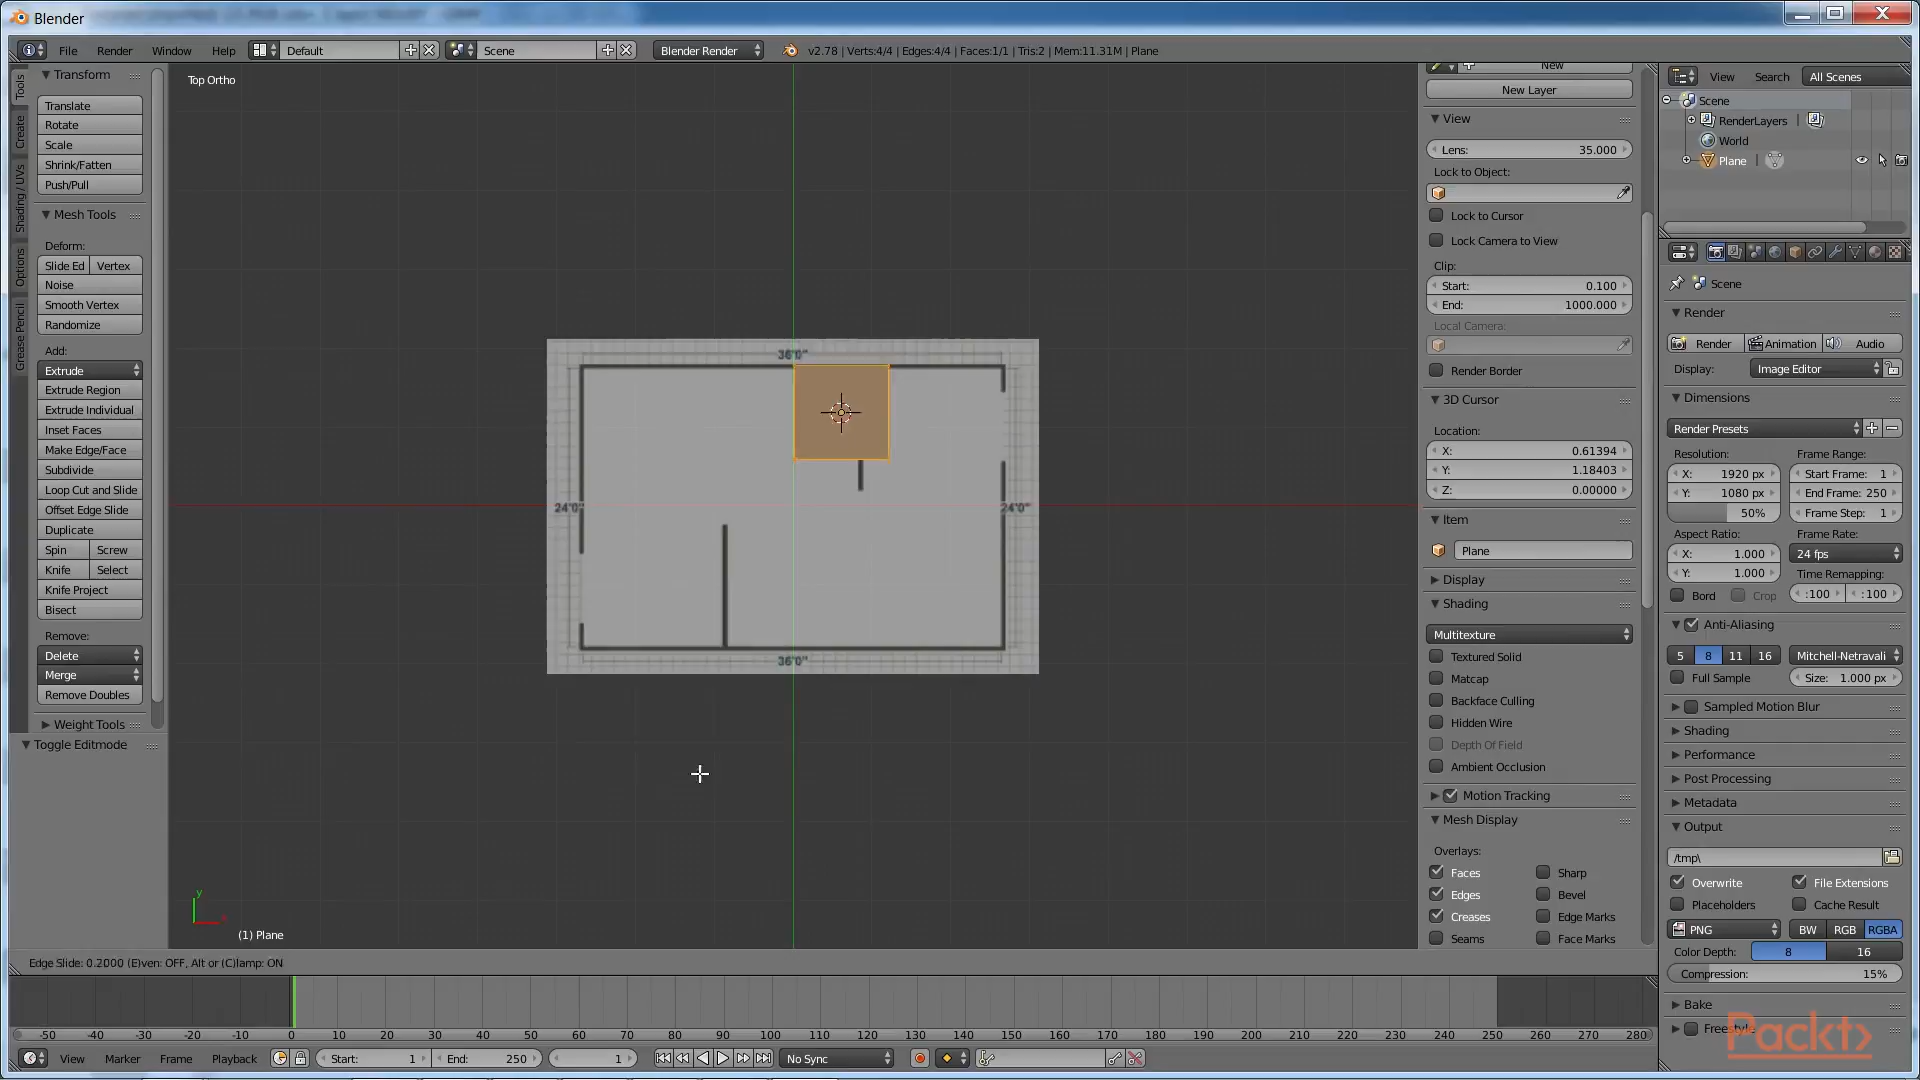 Blender
File Render Window Help Default Scene Blender Render v2.78 | Verts:4/4 | Edges:4/4 | Faces:1/1 | Tris:2 | Mem:11.31M | Plane
Tools
Create
Shading / UVs
Options
Grease Pencil
Transform
Translate
Rotate
Scale
Shrink/Fatten
Push/Pull
Mesh Tools
Deform:
Slide Ed Vertex
Noise
Smooth Vertex
Randomize
Add:
Extrude
Extrude Region
Extrude Individual
Inset Faces
Make Edge/Face
Subdivide
Loop Cut and Slide
Offset Edge Slide
Duplicate
Spin Screw
Knife Select
Knife Project
Bisect
Remove:
Delete
Merge
Remove Doubles
Weight Tools
Toggle Editmode
Top Ortho
36'0"
24'0"
24'0"
36'0"
y
(1) Plane
Edge Slide: 0.2000 (E)ven: OFF, Alt or (C)lamp: ON
New
New Layer
View
Lens: 35.000
Lock to Object:
Lock to Cursor
Lock Camera to View
Clip:
Start: 0.100
End: 1000.000
Local Camera:
Render Border
3D Cursor
Location:
X: 0.61394
Y: 1.18403
Z: 0.00000
Item
Plane
Display
Shading
Multitexture
Textured Solid
Matcap
Backface Culling
Hidden Wire
Depth Of Field
Ambient Occlusion
Motion Tracking
Mesh Display
Overlays:
Faces Sharp
Edges Bevel
Creases Edge Marks
Seams Face Marks
View Search All Scenes
Scene
RenderLayers |
World
Plane |
Scene
Render
Render Animation Audio
Display: Image Editor
Dimensions
Render Presets
Resolution: Frame Range:
X: 1920 px Start Frame: 1
Y: 1080 px End Frame: 250
50% Frame Step: 1
Aspect Ratio: Frame Rate:
X: 1.000 24 fps
Y: 1.000 Time Remapping:
Bord Crop :100 :100
Anti-Aliasing
5 8 11 16 Mitchell-Netravali
Full Sample Size: 1.000 px
Sampled Motion Blur
Shading
Performance
Post Processing
Metadata
Output
/tmp\
Overwrite File Extensions
Placeholders Cache Result
PNG BW RGB RGBA
Color Depth: 8 16
Compression: 15%
Bake
Freestyle
Packt>
-50 -40 -30 -20 -10 0 10 20 30 40 50 60 70 80 90 100 110 120 130 140 150 160 170 180 190 200 210 220 230 240 250 260 270 280
View Marker Frame Playback Start: 1 End: 250 1 No Sync